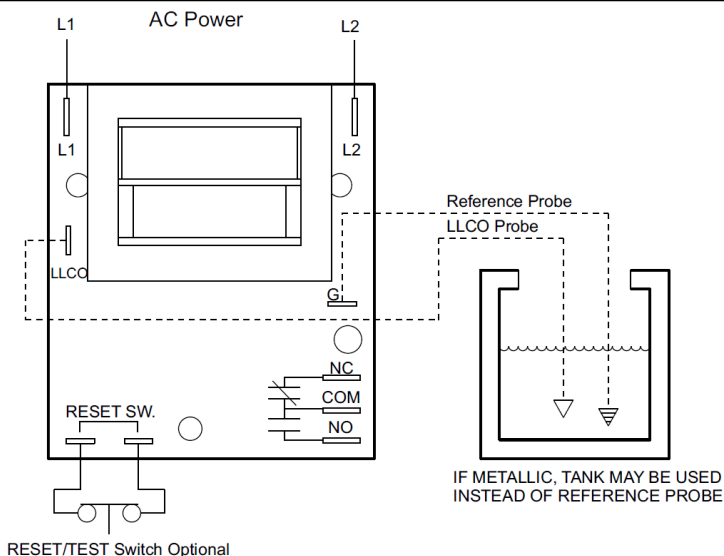 AC Power
L1
L2
L1
L2
Reference Probe
LLCO Probe
LLCO
G
NC
COM
NO
RESET SW.
IF METALLIC, TANK MAY BE USED
INSTEAD OF REFERENCE PROBE
RESET/TEST Switch Optional